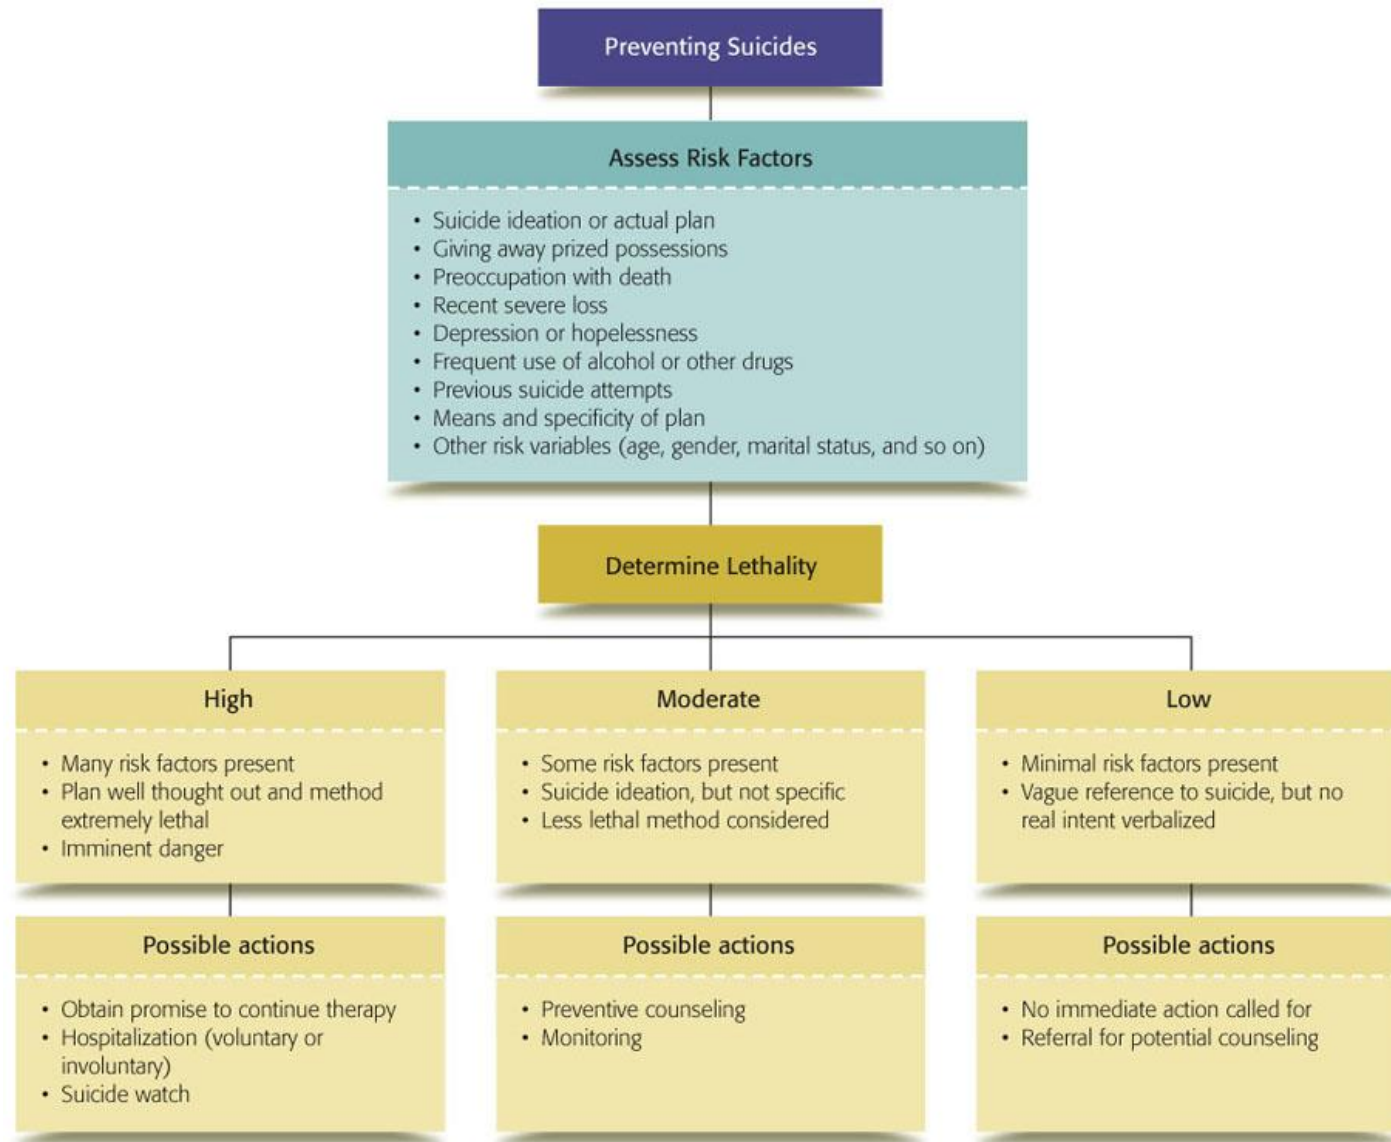 Preventing Suicides
Assess Risk Factors
• Suicide ideation or actual plan
• Giving away prized possessions
• Preoccupation with death
• Recent severe loss
• Depression or hopelessness
• Frequent use of alcohol or other drugs
• Previous suicide attempts
• Means and specificity of plan
• Other risk variables (age, gender, marital status, and so on)
Determine Lethality
High
• Many risk factors present
• Plan well thought out and method
extremely lethal
• Imminent danger
Possible actions
• Obtain promise to continue therapy
• Hospitalization (voluntary or
involuntary)
• Suicide watch
Moderate
• Some risk factors present
• Suicide ideation, but not specific
• Less lethal method considered
Possible actions
• Preventive counseling
• Monitoring
Low
• Minimal risk factors present
• Vague reference to suicide, but no
real intent verbalized
Possible actions
• No immediate action called for
• Referral for potential counseling